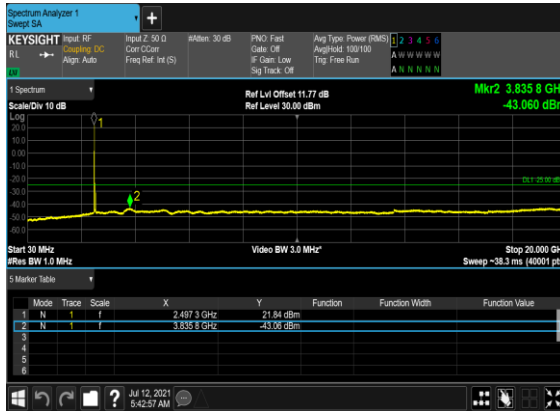 Spectrum Analyzer 1
Swept SA
KEYSIGHT Input: RF Input Z: 50 Ω #Atten: 30 dB PNO: Fast Avg Type: Power (RMS) 1 2 3 4 5 6
RL Coupling: DC Corr CCorr Gate: Off Avg|Hold: 100/100 A W W W W W
Align: Auto Freq Ref: Int (S) IF Gain: Low Trig: Free Run
Sig Track: Off A N N N N N
1 Spectrum Ref Lvl Offset 11.77 dB Mkr2 3.835 8 GH
Scale/Div 10 dB Ref Level 30.00 dBm -43.060 dBm
Log
20.0
10.0
0.00
-10.0
-20.0
DL1 -25.00 dB
-30.0
-40.0
-50.0
-60.0
1
2
Start 30 MHz Video BW 3.0 MHz* Stop 20.000 GH
#Res BW 1.0 MHz Sweep ~38.3 ms (40001 pt
5 Marker Table
Mode Trace Scale X Y Function Function Width Function Value
1 N 1 f 2.497 3 GHz 21.84 dBm
2 N 1 f 3.835 8 GHz -43.06 dBm
3
4
5
6
? Jul 12, 2021
5:42:57 AM